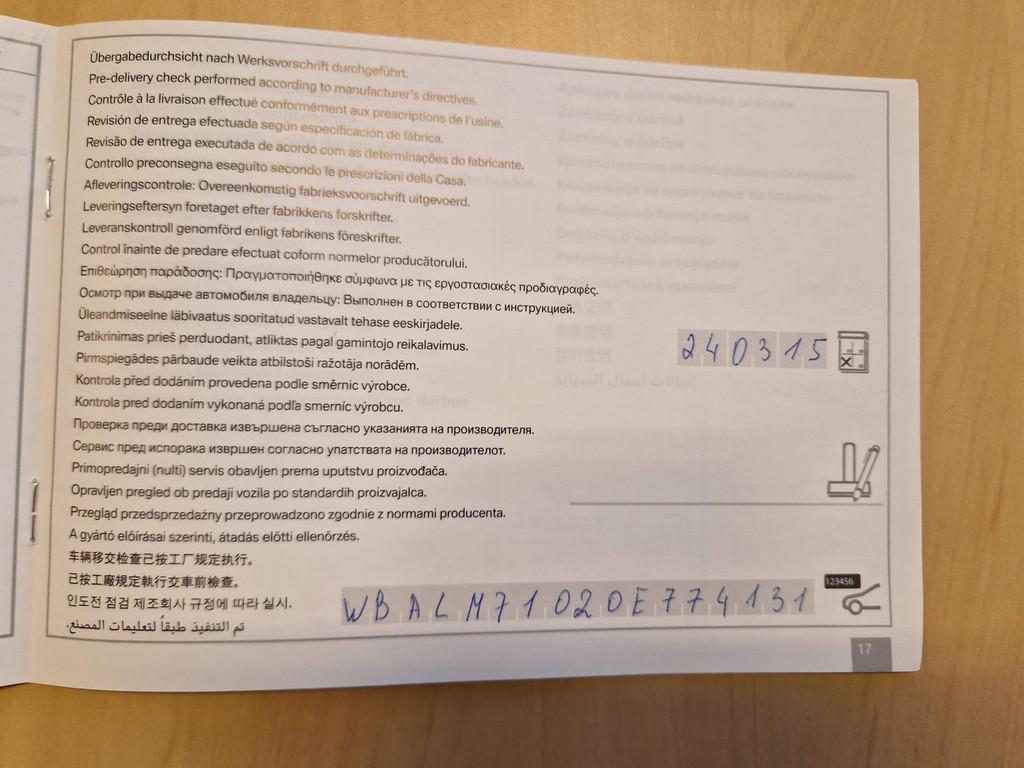 Übergabedurchsicht nach Werksvorschrift durchgeführt.
Pre-delivery check performed according to manufacturer's directives.
Contrôle à la livraison effectué conformément aux prescriptions de l'usine.
Revisión de entrega efectuada según especificación de fábrica.
Revisão de entrega executada de acordo com as determinações do fabricante.
Controllo preconsegna eseguito secondo le prescrizioni della Casa.
Afleveringscontrole: Overeenkomstig fabrieksvoorschrift uitgevoerd.
Leveringseftersyn foretaget efter fabrikkens forskrifter.
Leveranskontroll genomförd enligt fabrikens föreskrifter.
Control înainte de predare efectuat coform normelor producătorului.
Επιθεώρηση παράδοσης: Πραγματοποιήθηκε σύμφωνα με τις εργοστασιακές προδιαγραφές.
Осмотр при выдаче автомобиля владельцу: Выполнен в соответствии с инструкцией.
Üleandmiseelne läbivaatus sooritatud vastavalt tehase eeskirjadele.
Patikrinimas prieš perduodant, atliktas pagal gamintojo reikalavimus.
Pirmspiegādes pārbaude veikta atbilstoši ražotāja norādēm.
Kontrola před dodáním provedena podle směrnic výrobce.
Kontrola pred dodaním vykonaná podľa smerníc výrobcu.
Проверка преди доставка извършена съгласно указанията на производителя.
Сервис пред испорака извршен согласно упатствата на производителот.
Primopredajni (nulti) servis obavljen prema uputstvu proizvođača.
Opravljen pregled ob predaji vozila po standardih proizvajalca.
Przegląd przedsprzedażny przeprowadzono zgodnie z normami producenta.
A gyártó előírásai szerinti, átadás előtti ellenőrzés.
车辆移交检查已按工厂规定执行。
已按工廠規定執行交車前檢查。
인도전 점검 제조회사 규정에 따라 실시.
تم التنفيذ طبقاً لتعليمات المصنع.
240315
123456
WBALM71020E774131
17